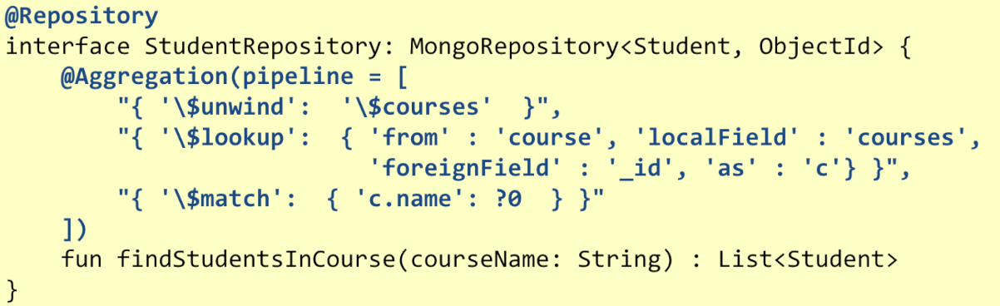 @Repository
interface StudentRepository: MongoRepository<Student, ObjectId> {
    @Aggregation(pipeline = [
        "{ '\$unwind':  '\$courses'  }",
        "{ '\$lookup':  { 'from' : 'course', 'localField' : 'courses',
                          'foreignField' : '_id', 'as' : 'c'} }",
        "{ '\$match':  { 'c.name': ?0  } }"
    ])
    fun findStudentsInCourse(courseName: String) : List<Student>
}